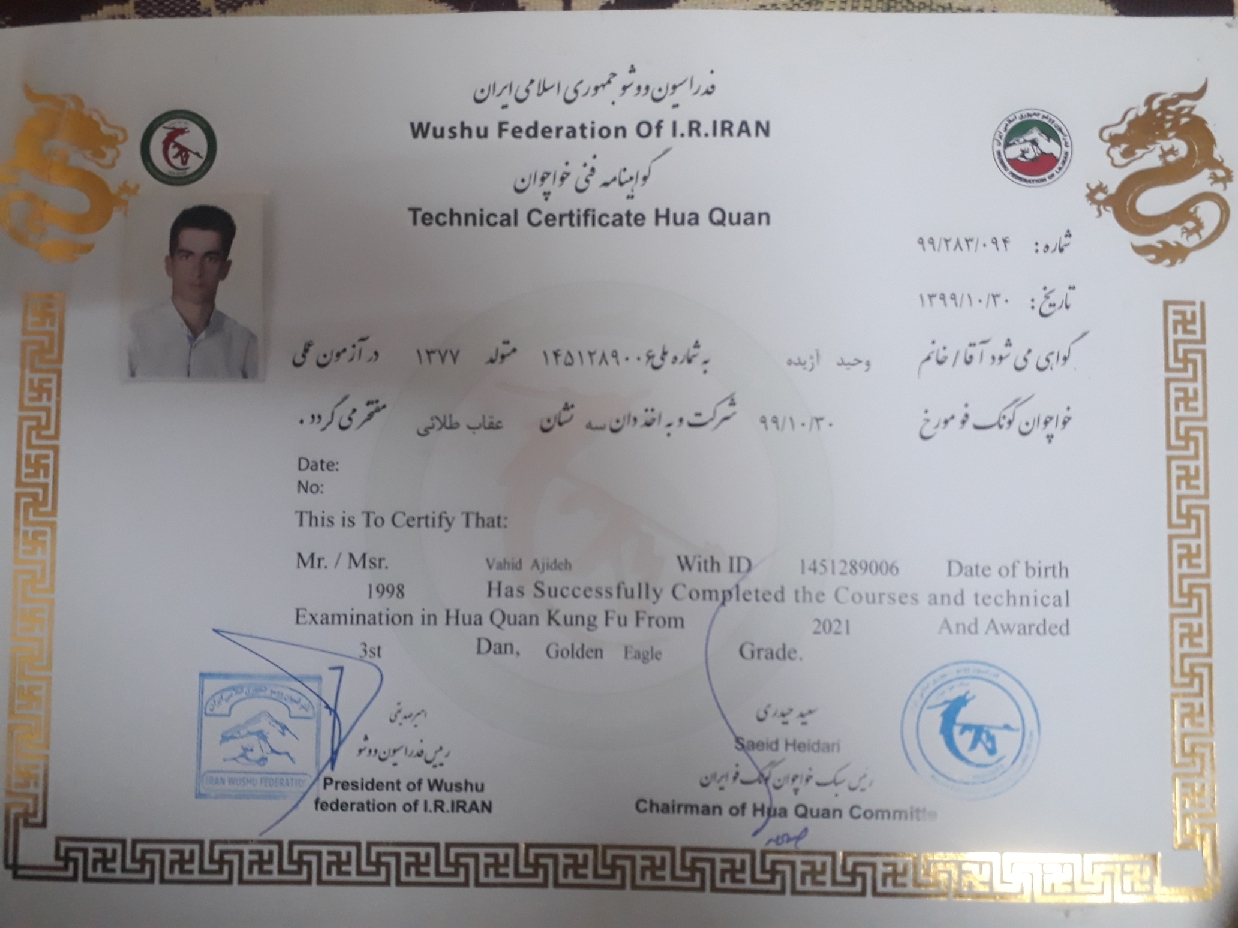 فدراسیون ووشو جمهوری اسلامی ایران
Wushu Federation Of I.R.IRAN
گواهینامه فنی خواچوان
Technical Certificate Hua Quan
شماره: ۹۹/۲۸۳/۰۹۴
تاریخ: ۱۳۹۹/۱۰/۳۰
گواهی می شود آقا / خانم وحید آژیده به شماره ملی ۱۴۵۱۲۸۹۰۰۶ متولد ۱۳۷۷ در آزمون عملی
خواچوان کونگ فو مورخ ۹۹/۱۰/۳۰ شرکت و به اخذ دان سه نشان عقاب طلائی مفتخر می گردد.
Date:
No:
This is To Certify That:
Mr. / Msr. Vahid Ajideh With ID 1451289006 Date of birth
1998 Has Successfully Completed the Courses and technical
Examination in Hua Quan Kung Fu From 2021 And Awarded
3st Dan, Golden Eagle Grade.
امیر صدیقی
رییس فدراسیون ووشو
President of Wushu
federation of I.R.IRAN
IRAN WUSHU FEDERATION
سعید حیدری
Saeid Heidari
رئیس سبک خواچوان کونگ فو ایران
Chairman of Hua Quan Committe